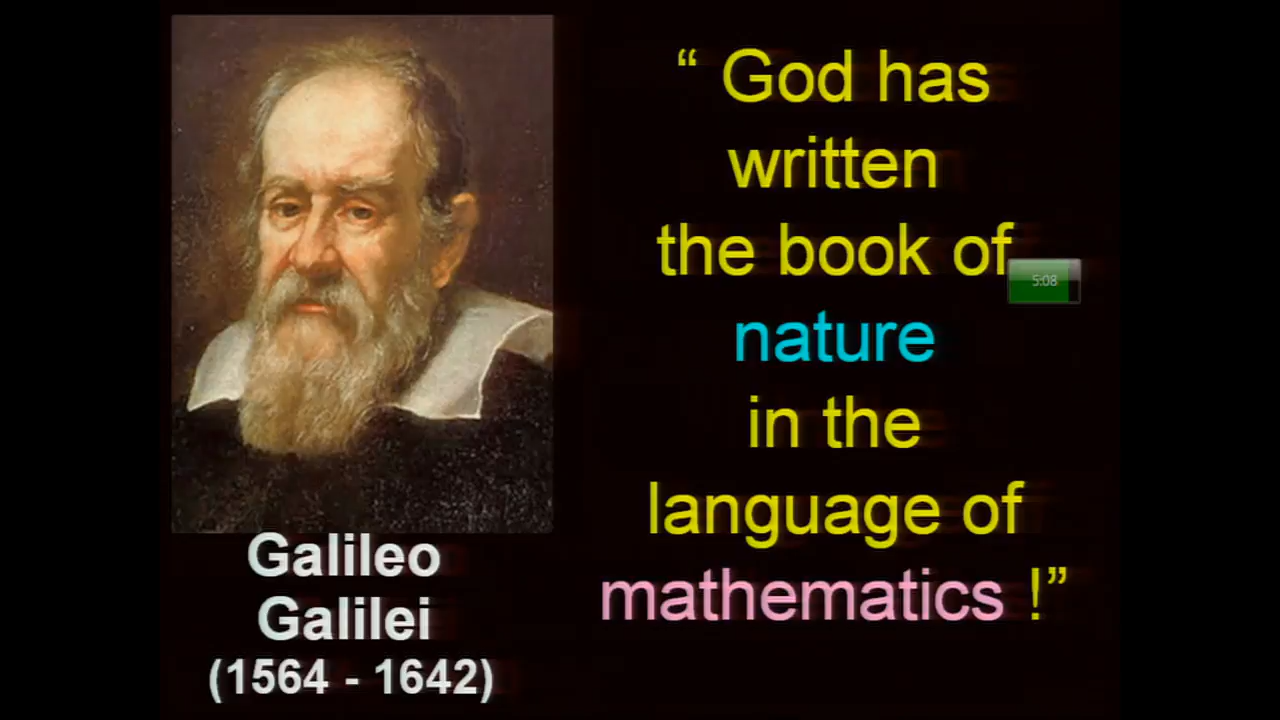 “ God has
written
the book of
5:08
nature
in the
language of
mathematics !”
Galileo
Galilei
(1564 - 1642)